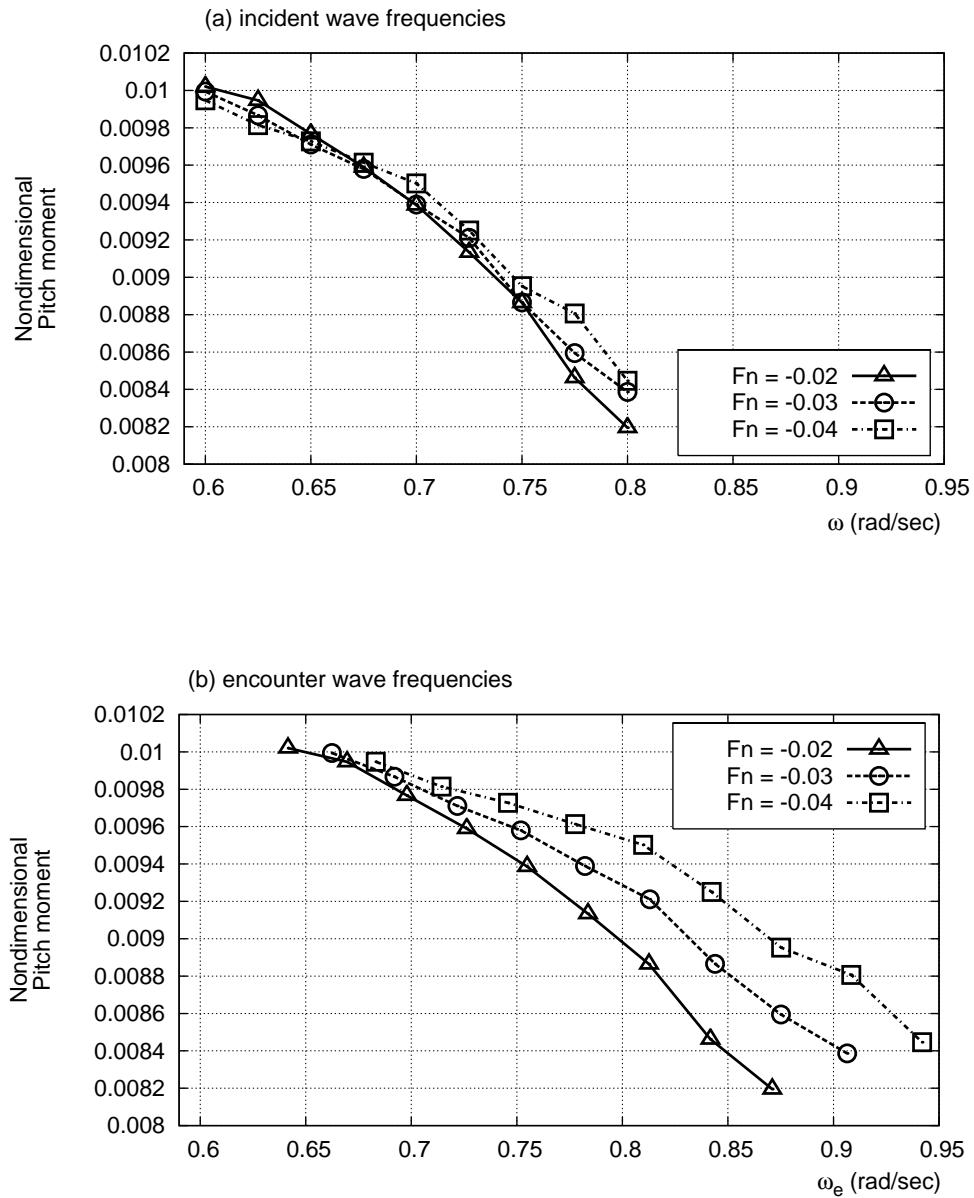 (a) incident wave frequencies
0.0102
0.01
0.0098
0.0096
0.0094
0.0092
0.009
0.0088
0.0086
0.0084
0.0082
0.008
Nondimensional
Pitch moment
Fn = -0.02
Fn = -0.03
Fn = -0.04
0.6 0.65 0.7 0.75 0.8 0.85 0.9 0.95
ω (rad/sec)
(b) encounter wave frequencies
0.0102
0.01
0.0098
0.0096
0.0094
0.0092
0.009
0.0088
0.0086
0.0084
0.0082
0.008
Nondimensional
Pitch moment
Fn = -0.02
Fn = -0.03
Fn = -0.04
0.6 0.65 0.7 0.75 0.8 0.85 0.9 0.95
ωe (rad/sec)